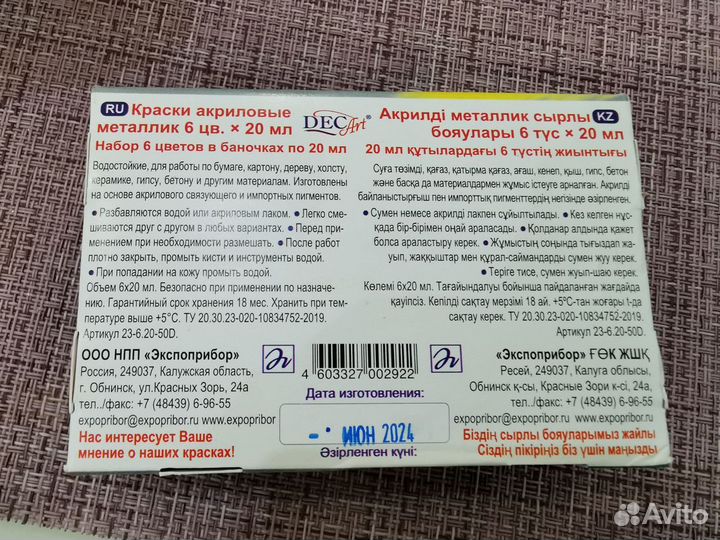 RU Краски акриловые
металлик 6 цв. × 20 мл
Набор 6 цветов в баночках по 20 мл
Водостойкие, для работы по бумаге, картону, дереву, холсту,
керамике, гипсу, бетону и другим материалам. Изготовлены
на основе акрилового связующего и импортных пигментов.
• Разбавляются водой или акриловым лаком. • Легко сме-
шиваются друг с другом в любых вариантах. • Перед при-
менением при необходимости размешать. • После работ
плотно закрыть, промыть кисти и инструменты водой.
• При попадании на кожу промыть водой.
Объем 6х20 мл. Безопасно при применении по назначе-
нию. Гарантийный срок хранения 18 мес. Хранить при тем-
пературе выше +5°С. ТУ 20.30.23-020-10834752-2019.
Артикул 23-6.20-50D.
ООО НПП «Экспоприбор»
Россия, 249037, Калужская область,
г. Обнинск, ул.Красных Зорь, 24а
тел./факс: +7 (48439) 6-96-55
expopribor@expopribor.ru
www.expopribor.ru
Нас интересует Ваше
мнение о наших красках!
DECArt®
Акрилді металлик сырлы KZ
бояулары 6 түс × 20 мл
20 мл құтылардағы 6 түстің жиынтығы
Суға төзімді, қағаз, қатырма қағаз, ағаш, кенеп, қыш, гипс, бетон
және басқа да материалдармен жұмыс істеуге арналған. Акрилді
байланыстырғыш пен импорттық пигменттердің негізінде әзірленген.
• Сумен немесе акрилді лакпен сұйылтылады. • Кез келген нұс-
қада бір-бірімен оңай араласады. • Қолданар алдында қажет
болса араластыру керек. • Жұмыстың соңында тығыздап жа-
уып, жаққыштар мен құрал-саймандарды сумен жуу керек.
• Теріге тисе, сумен жуып-шаю керек.
Көлемі 6х20 мл. Тағайындалуы бойынша пайдаланған жағдайда
қауіпсіз. Кепілді сақтау мерзімі 18 ай. +5°С-тан жоғары t-да
сақтау керек. ТУ 20.30.23-020-10834752-2019.
Артикул 23-6.20-50D.
«Экспоприбор» ҒӨК ЖШҚ
Ресей, 249037, Калуга облысы,
Обнинск қ-сы, Красные Зори к-сі, 24а
тел./факс: +7 (48439) 6-96-55
expopribor@expopribor.ru
www.expopribor.ru
Біздің сырлы бояуларымыз жайлы
Сіздің пікіріңіз біз үшін маңызды
4 603327 002922
Дата изготовления:
ИЮН 2024
Әзірленген күні:
Avito